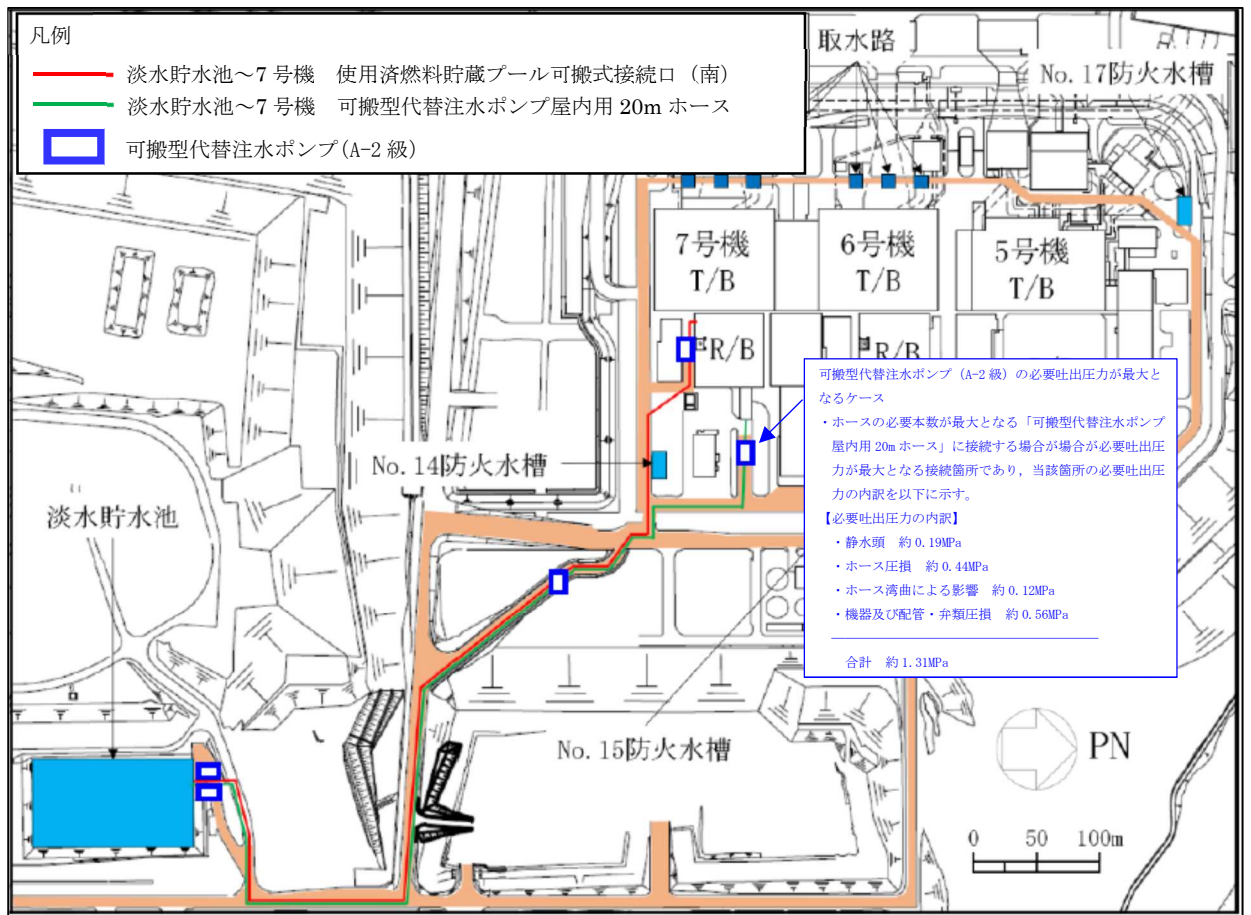 凡例
淡水貯水池～7号機 使用済燃料貯蔵プール可搬式接続口（南）
淡水貯水池～7号機 可搬型代替注水ポンプ屋内用 20m ホース
可搬型代替注水ポンプ(A-2 級)
取水路
No. 17防火水槽
7号機
T/B
6号機
T/B
5号機
T/B
R/B
R/B
可搬型代替注水ポンプ（A-2 級）の必要吐出圧力が最大と
なるケース
・ホースの必要本数が最大となる「可搬型代替注水ポンプ
屋内用 20m ホース」に接続する場合が場合が必要吐出圧
力が最大となる接続箇所であり，当該箇所の必要吐出圧
力の内訳を以下に示す。
【必要吐出圧力の内訳】
・静水頭 約 0.19MPa
・ホース圧損 約 0.44MPa
・ホース湾曲による影響 約 0.12MPa
・機器及び配管・弁類圧損 約 0.56MPa
合計 約 1.31MPa
No. 14防火水槽
淡水貯水池
No. 15防火水槽
PN
0 50 100m